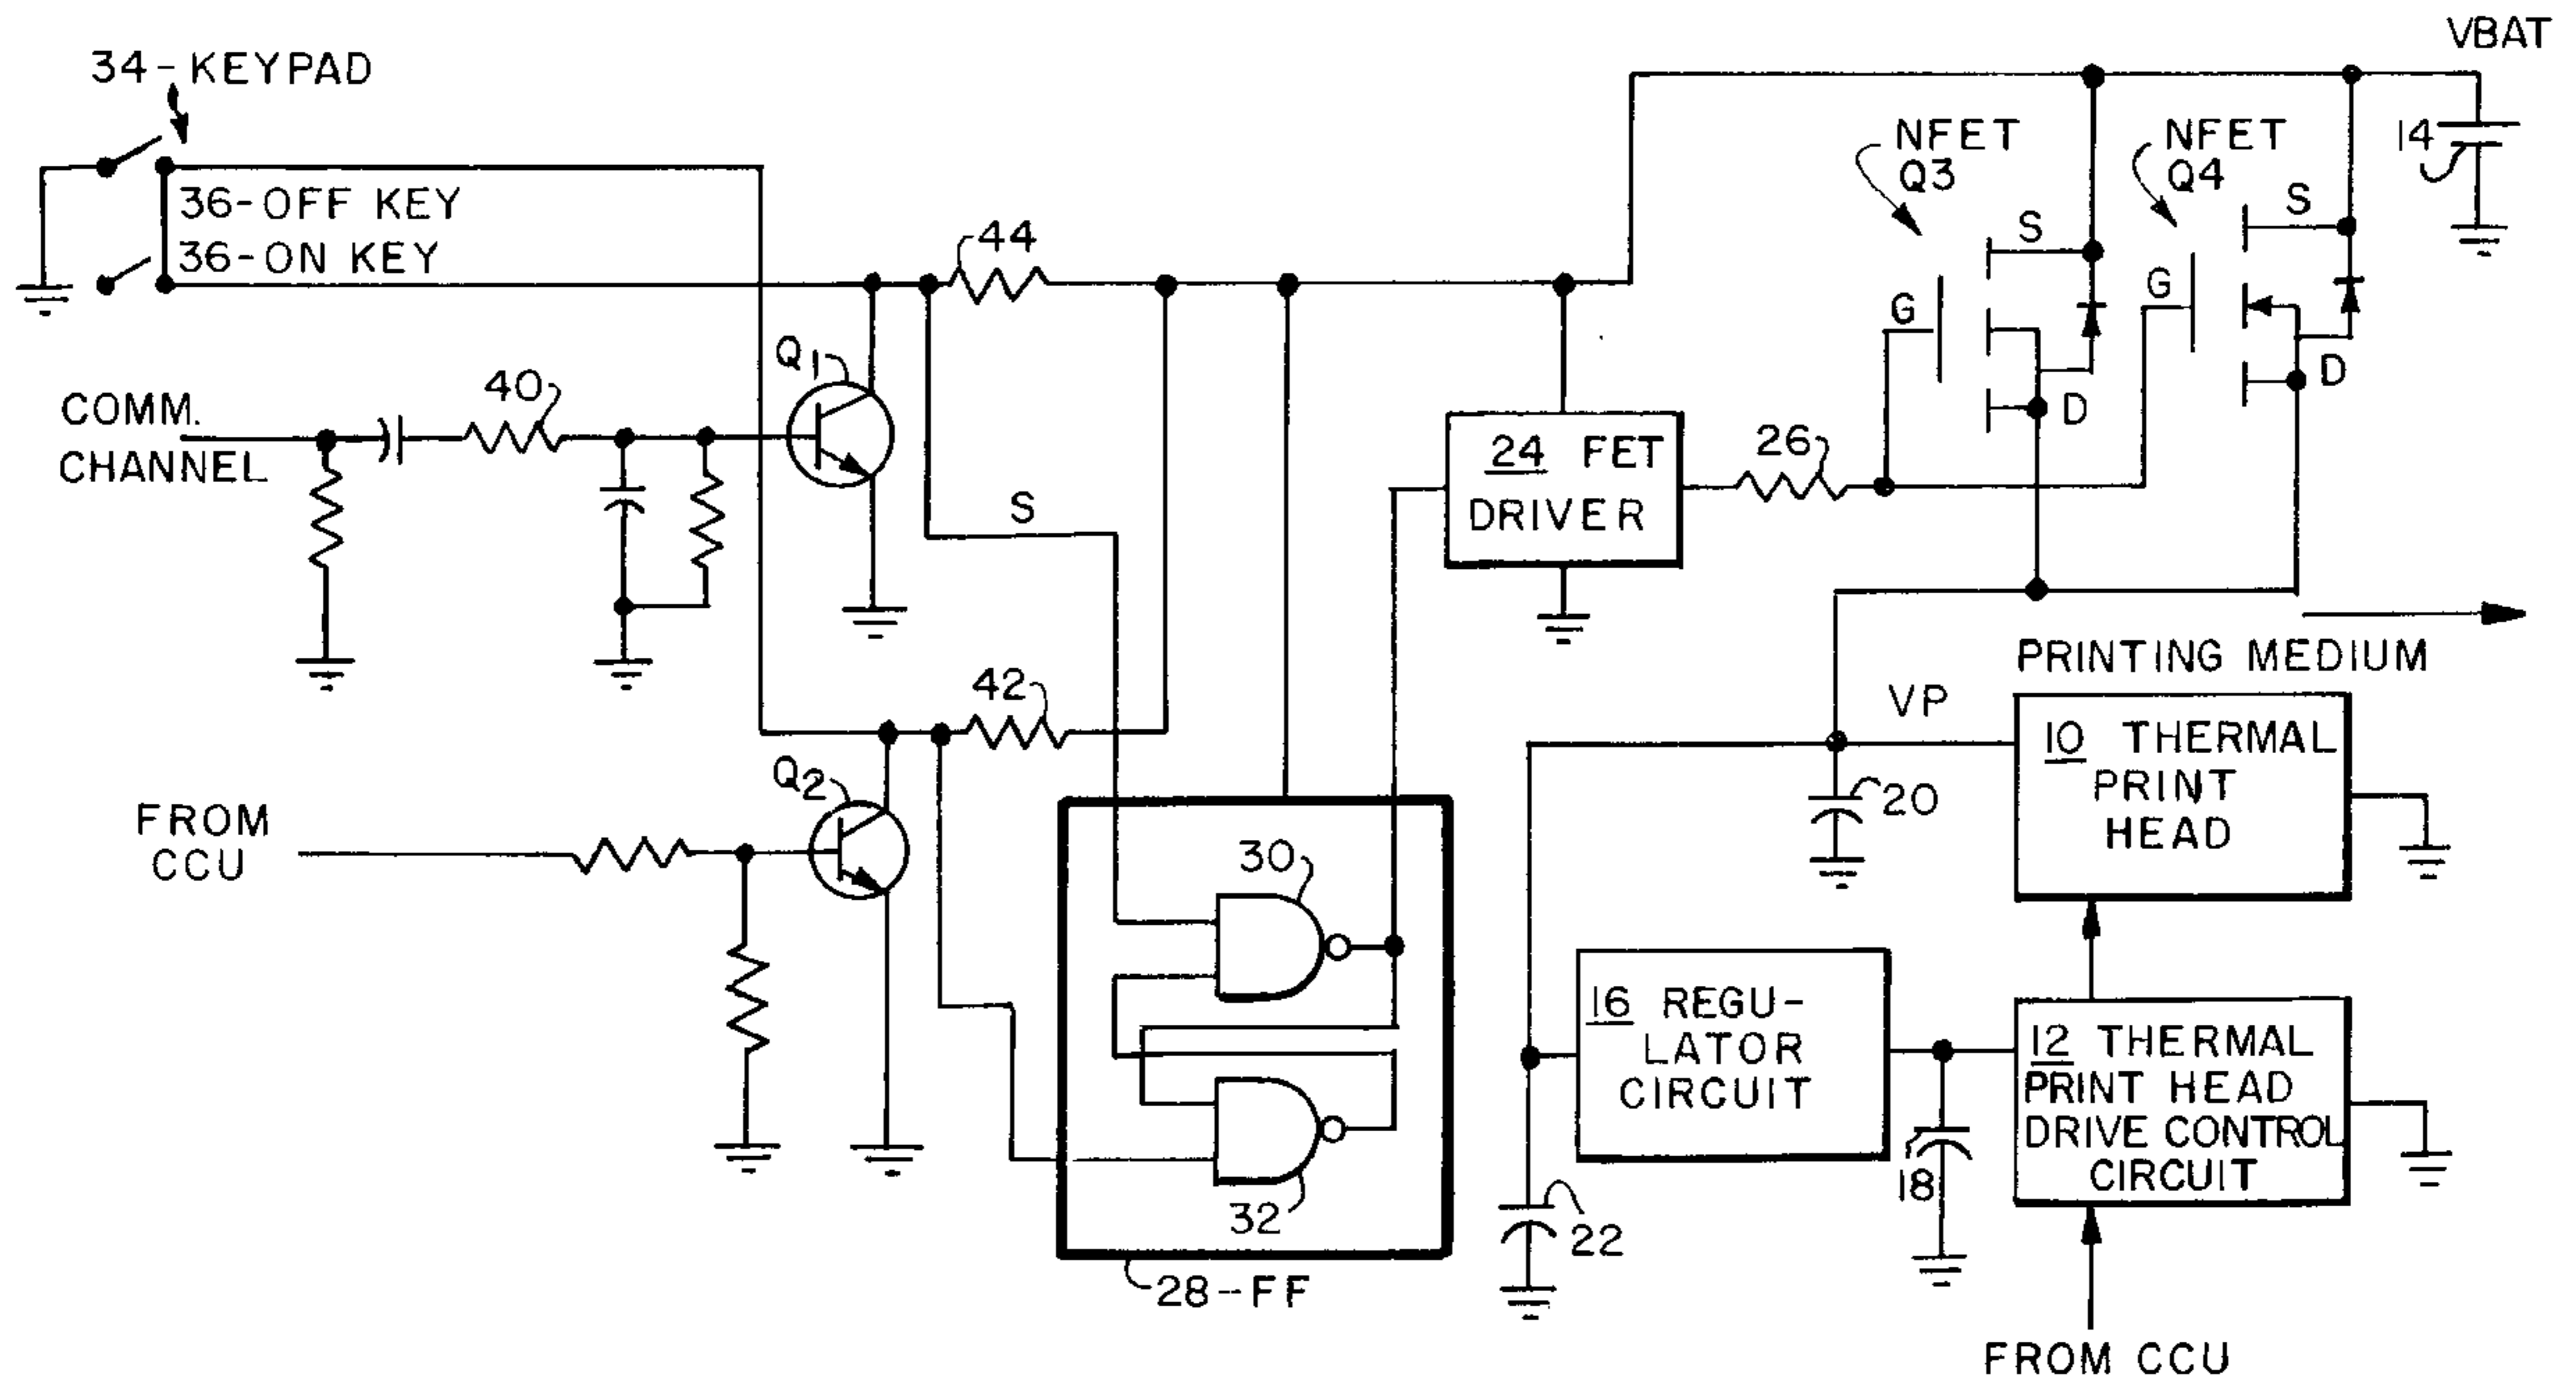 VBAT
34-KEYPAD
36-OFF KEY
36-ON KEY
44
NFET
Q3
NFET
Q4
14
S
S
G
G
D
D
Q1
40
COMM.
CHANNEL
S
24 FET
DRIVER
26
PRINTING MEDIUM
42
VP
10 THERMAL
PRINT
HEAD
20
Q2
FROM
CCU
30
32
28-FF
16 REGU-
LATOR
CIRCUIT
12 THERMAL
PRINT HEAD
DRIVE CONTROL
CIRCUIT
18
22
FROM CCU